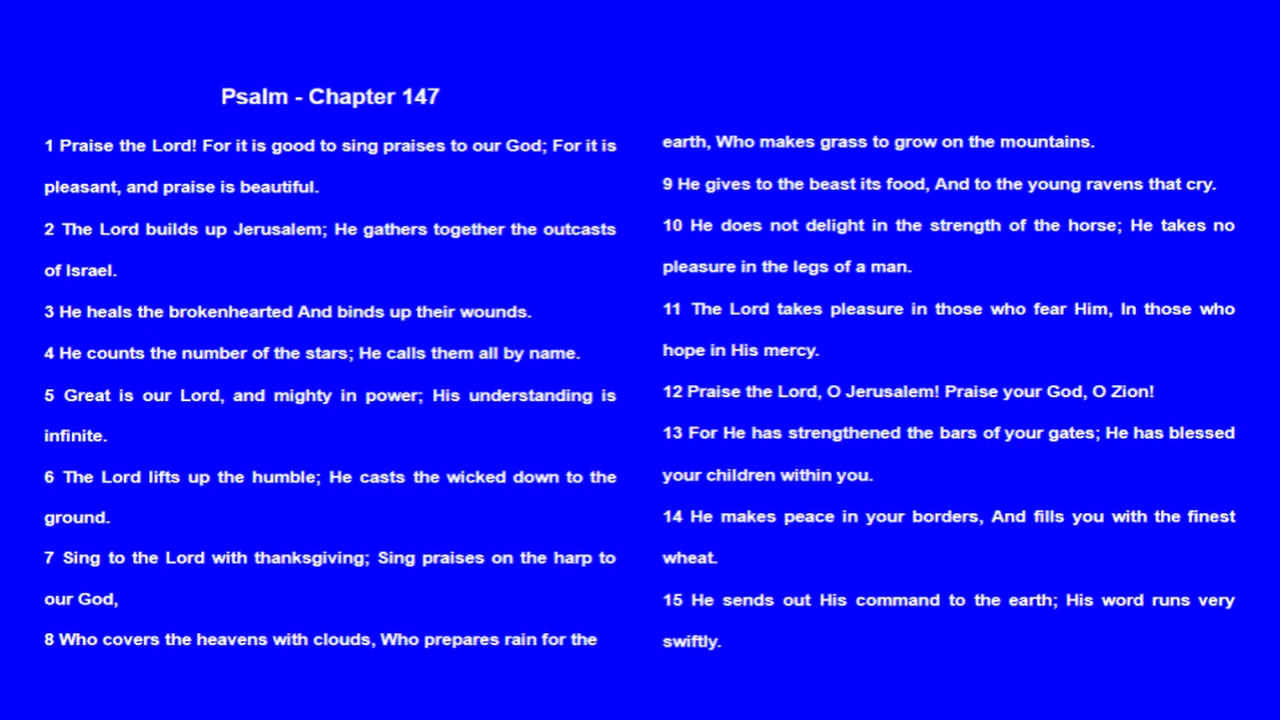 Psalm - Chapter 147
1 Praise the Lord! For it is good to sing praises to our God; For it is
pleasant, and praise is beautiful.
2 The Lord builds up Jerusalem; He gathers together the outcasts
of Israel.
3 He heals the brokenhearted And binds up their wounds.
4 He counts the number of the stars; He calls them all by name.
5 Great is our Lord, and mighty in power; His understanding is
infinite.
6 The Lord lifts up the humble; He casts the wicked down to the
ground.
7 Sing to the Lord with thanksgiving; Sing praises on the harp to
our God,
8 Who covers the heavens with clouds, Who prepares rain for the
earth, Who makes grass to grow on the mountains.
9 He gives to the beast its food, And to the young ravens that cry.
10 He does not delight in the strength of the horse; He takes no
pleasure in the legs of a man.
11 The Lord takes pleasure in those who fear Him, In those who
hope in His mercy.
12 Praise the Lord, O Jerusalem! Praise your God, O Zion!
13 For He has strengthened the bars of your gates; He has blessed
your children within you.
14 He makes peace in your borders, And fills you with the finest
wheat.
15 He sends out His command to the earth; His word runs very
swiftly.